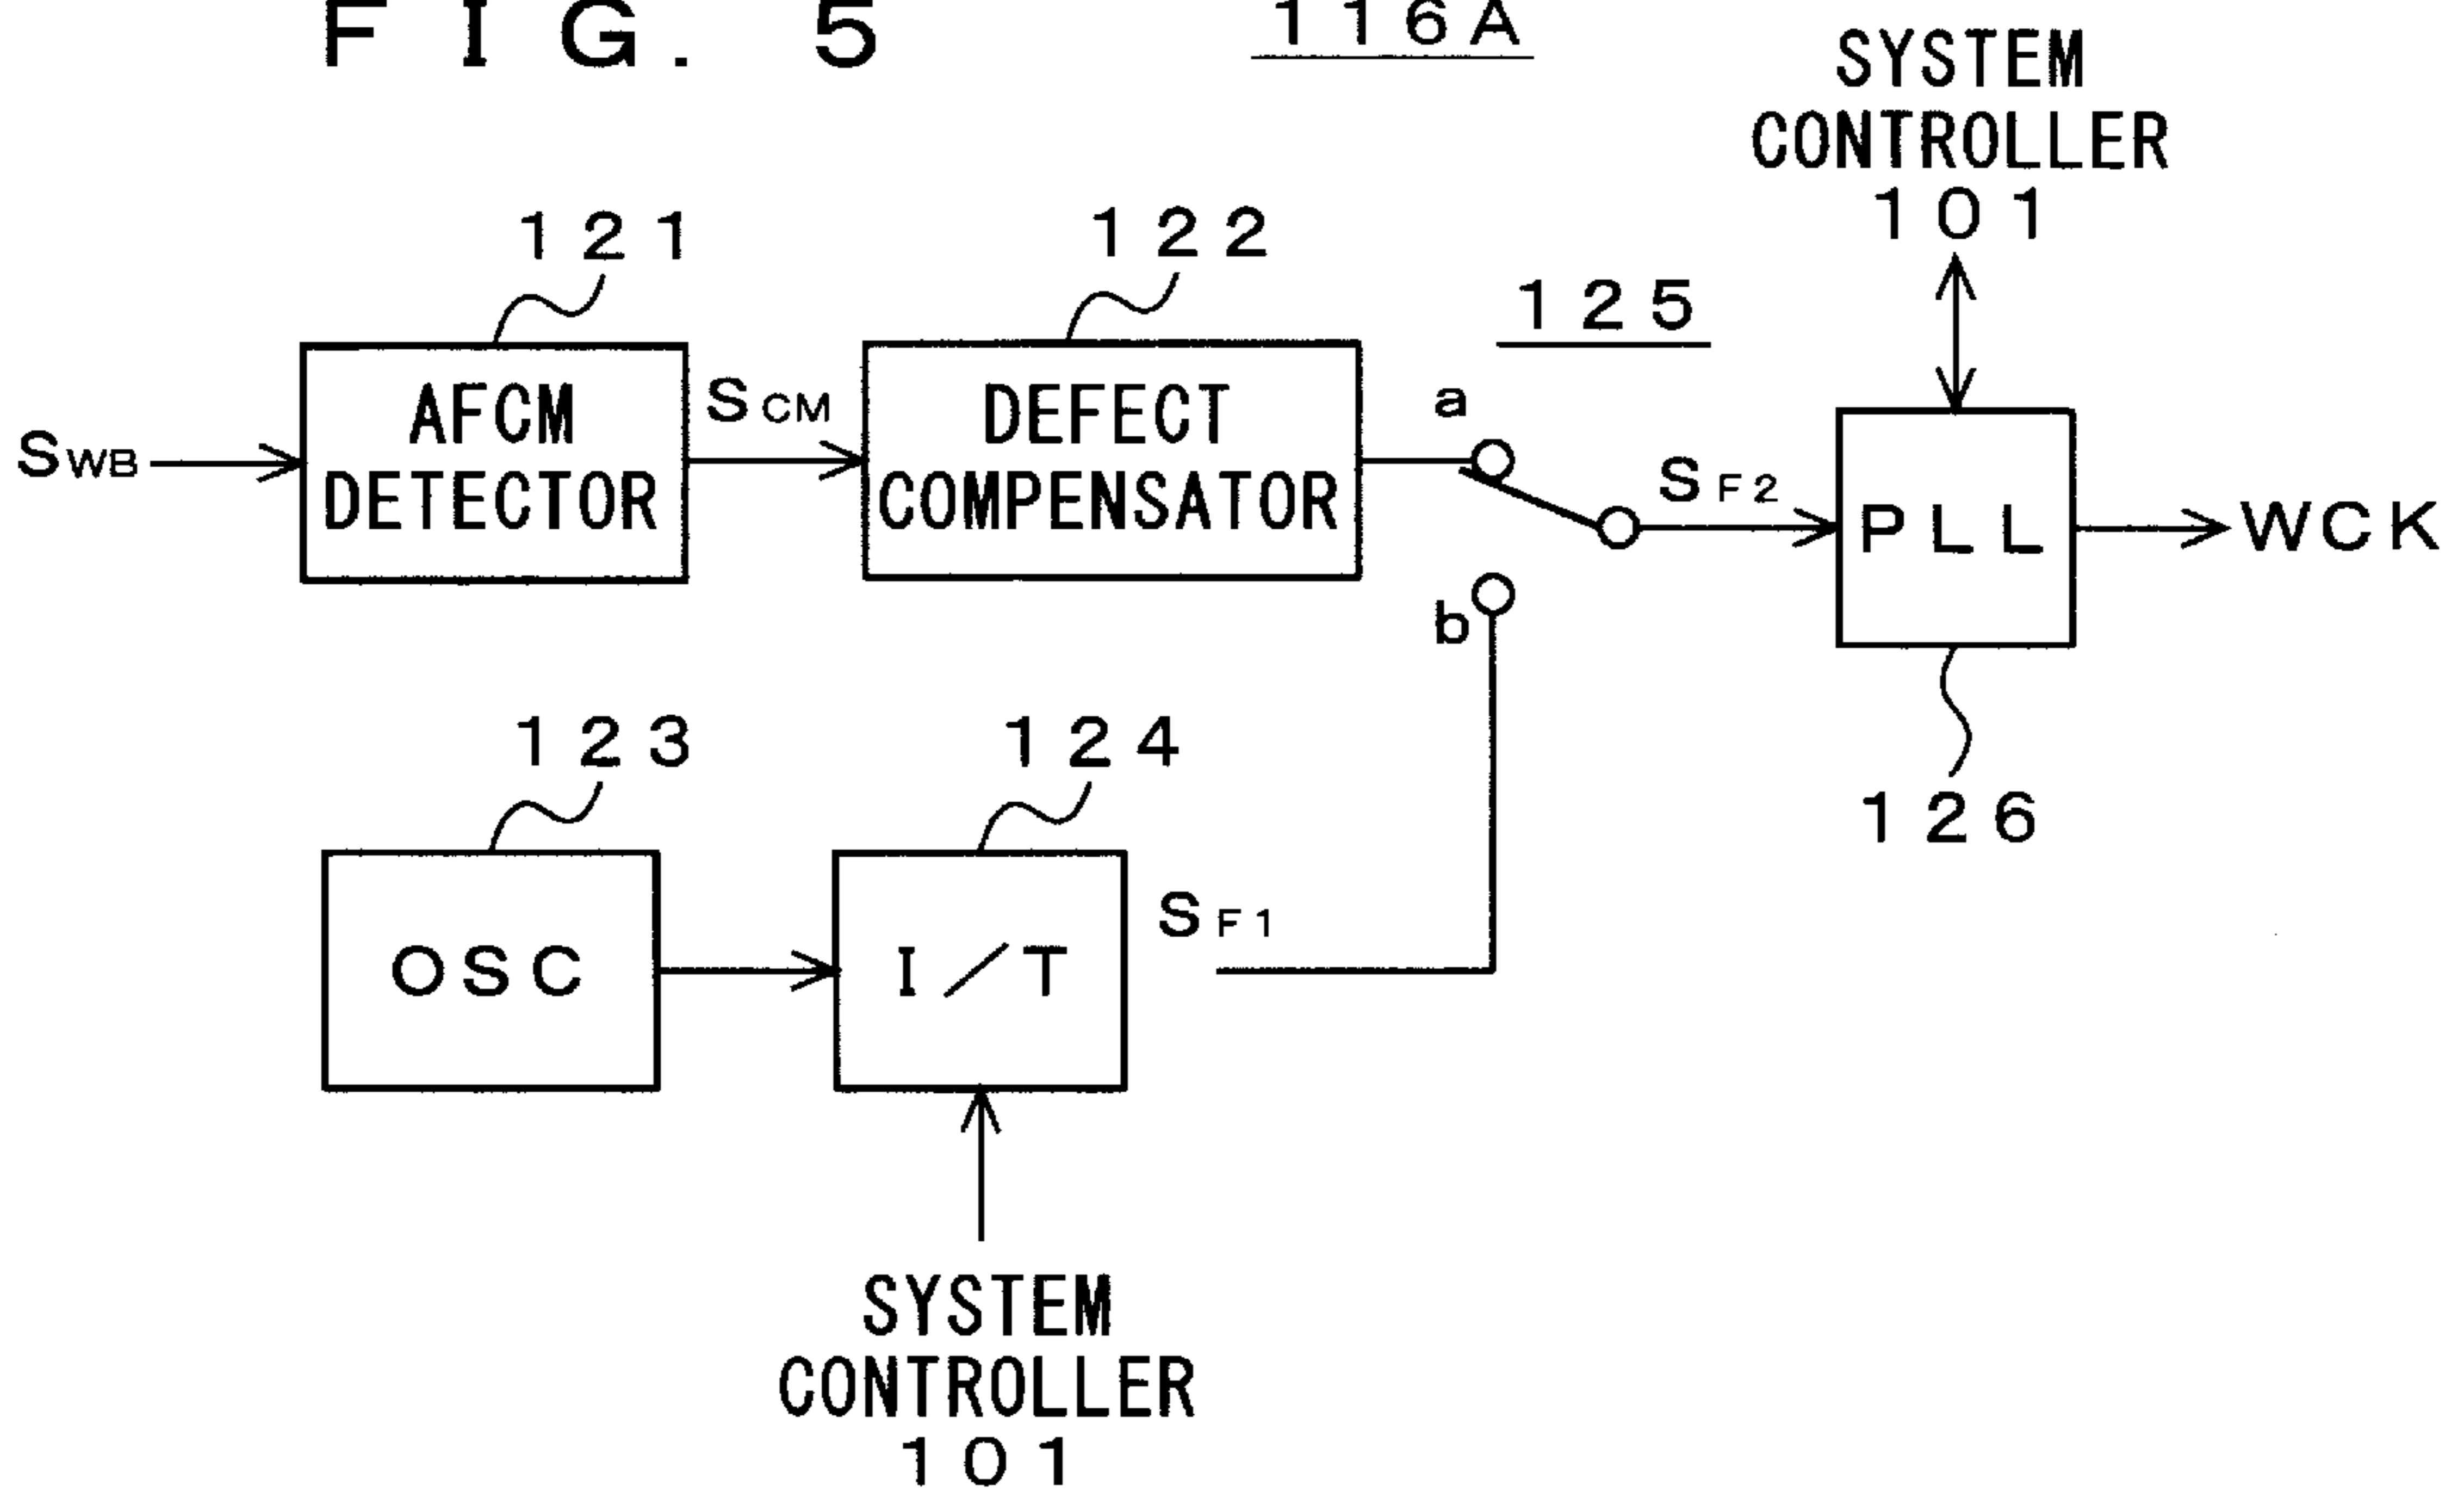 FIG. 5
116A
SYSTEM
CONTROLLER
101
121
122
125
SWB
AFCM
DETECTOR
SCM
DEFECT
COMPENSATOR
a
b
SF2
PLL
WCK
126
123
124
OSC
I/T
SF1
SYSTEM
CONTROLLER
101